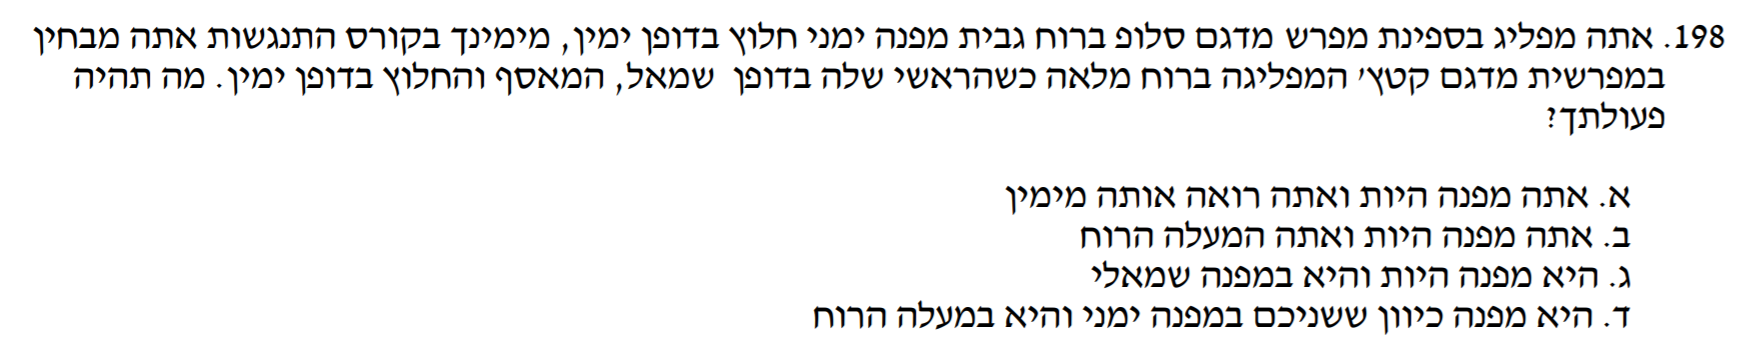 198. אתה מפליג בספינת מפרש מדגם סלופ ברוח גבית מפנה ימני חלוץ בדופן ימין, מימינך בקורס התנגשות אתה מבחין
במפרשית מדגם קטץ' המפליגה ברוח מלאה כשהראשי שלה בדופן שמאל, המאסף והחלוץ בדופן ימין. מה תהיה
פעולתך?
א. אתה מפנה היות ואתה רואה אותה מימין
ב. אתה מפנה היות ואתה המעלה הרוח
ג. היא מפנה היות והיא במפנה שמאלי
ד. היא מפנה כיוון ששניכם במפנה ימני והיא במעלה הרוח